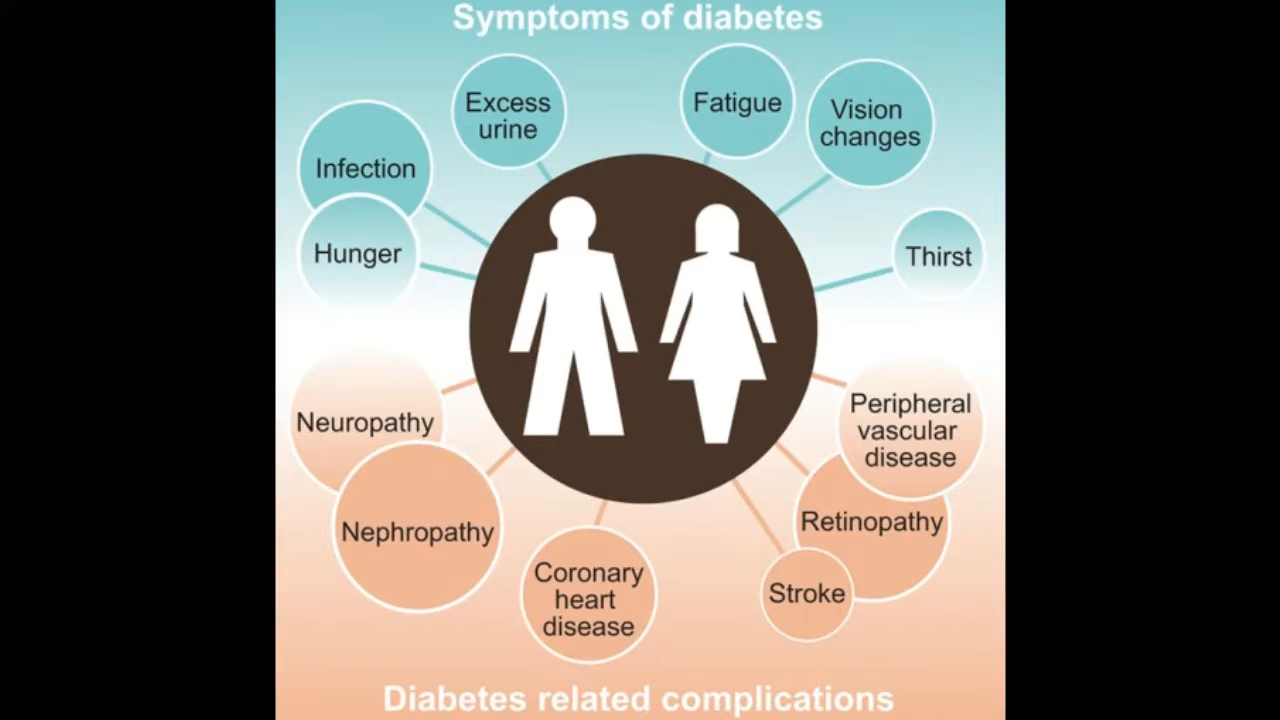 Symptoms of diabetes
Excess
urine
Fatigue
Vision
changes
Infection
Hunger
Thirst
Neuropathy
Peripheral
vascular
disease
Nephropathy
Retinopathy
Coronary
heart
disease
Stroke
Diabetes related complications